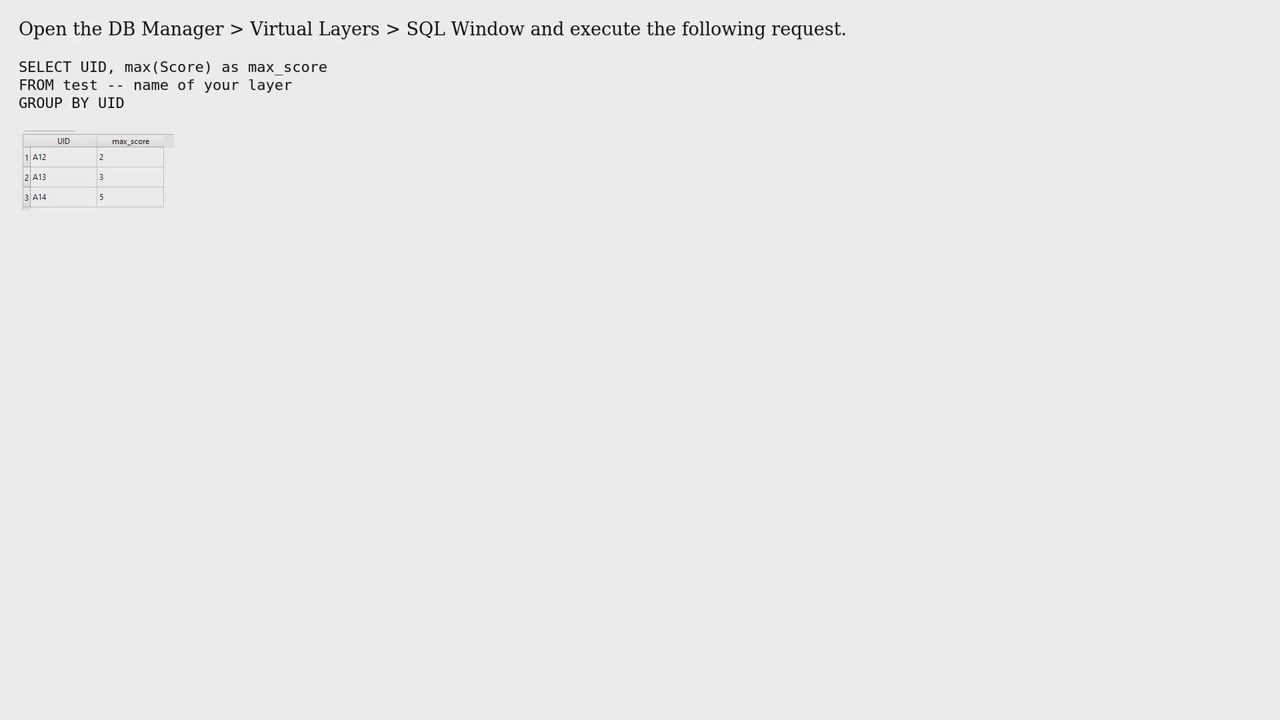 Open the DB Manager > Virtual Layers > SQL Window and execute the following request.
SELECT UID, max(Score) as max_score
FROM test -- name of your layer
GROUP BY UID
UID max_score
1 A12 2
2 A13 3
3 A14 5